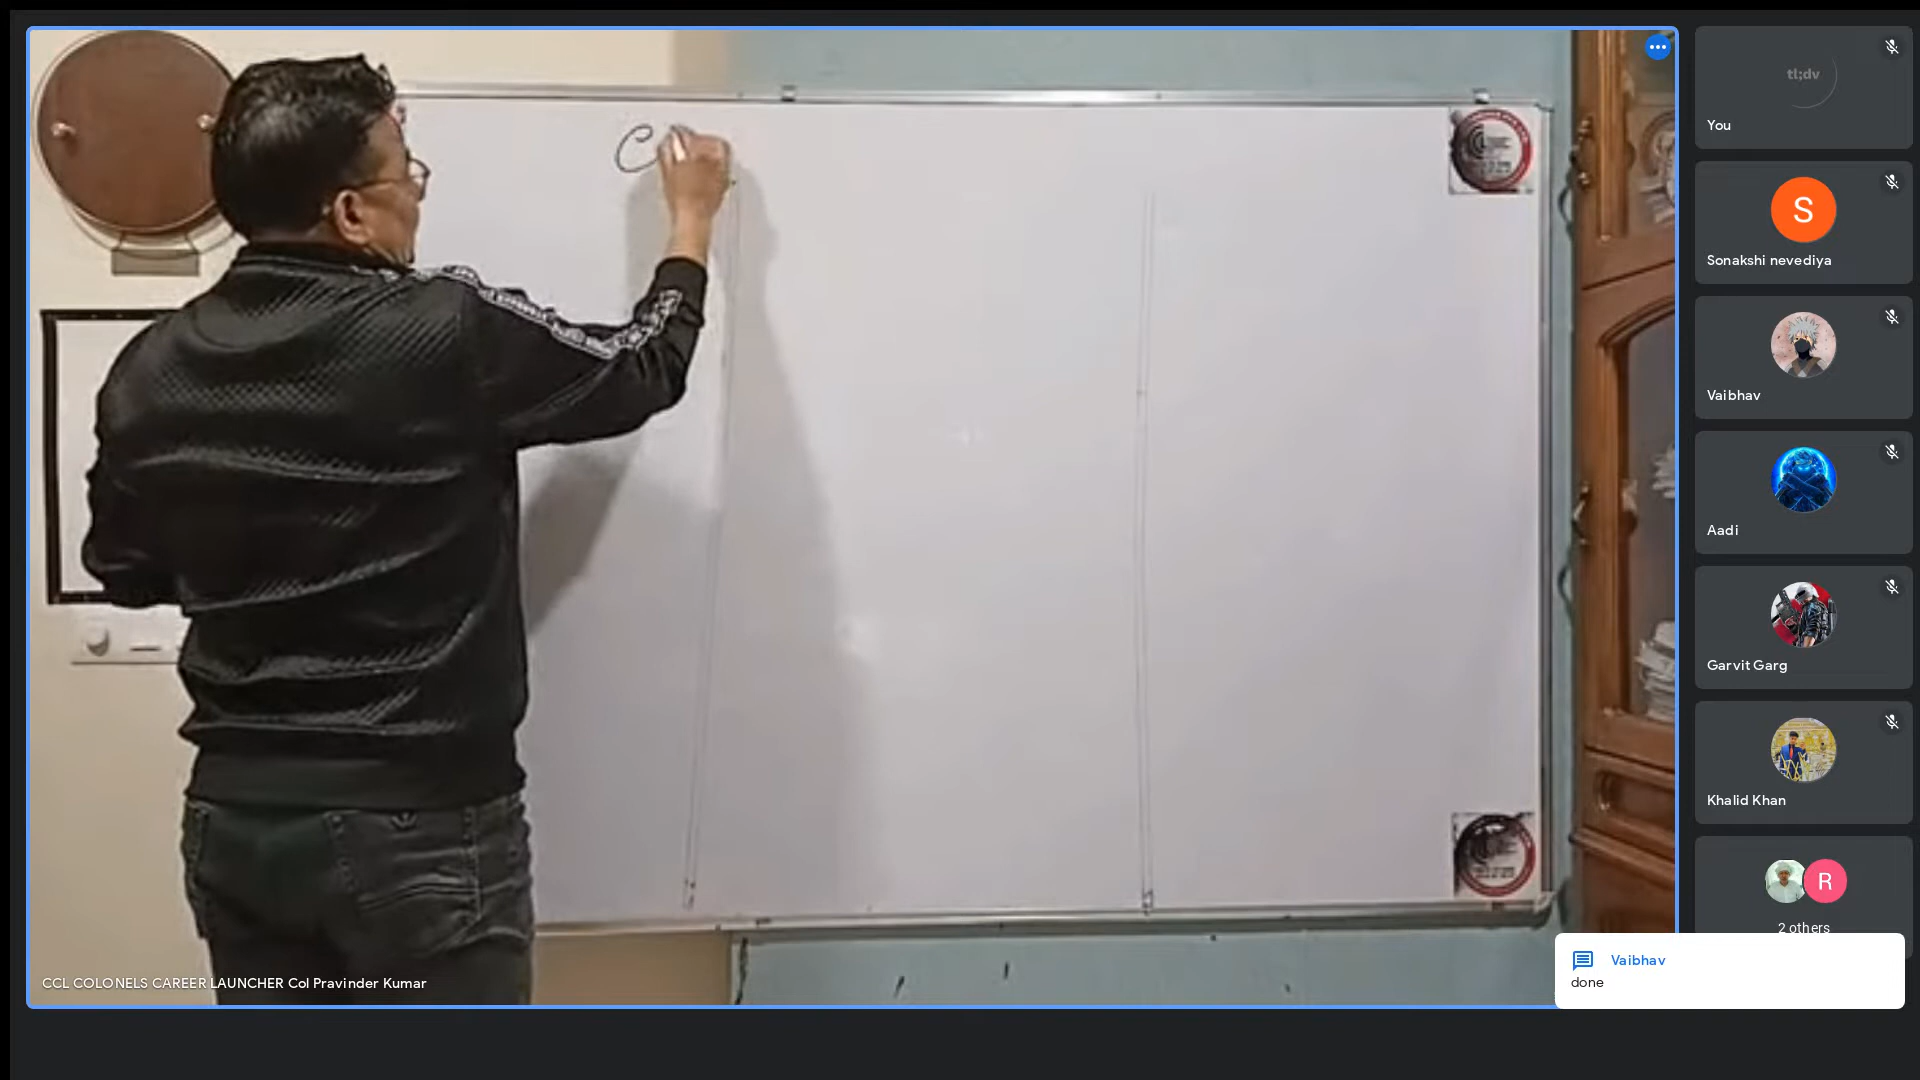 C
tl;dv
You
S
Sonakshi nevediya
Vaibhav
Aadi
Garvit Garg
Khalid Khan
R
2 others
Vaibhav
done
CCL COLONELS CAREER LAUNCHER Col Pravinder Kumar